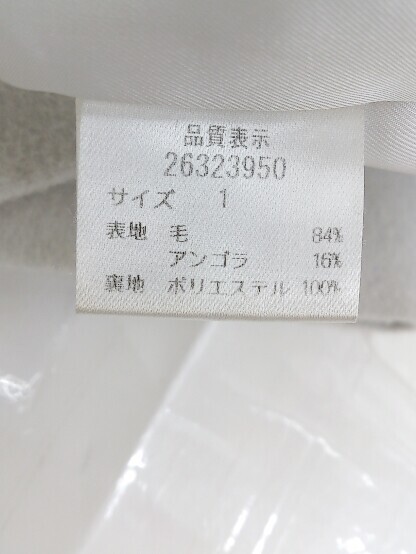 品質表示
26323950
サイズ 1
表地 毛 84%
アンゴラ 16%
裏地 ポリエステル 100%